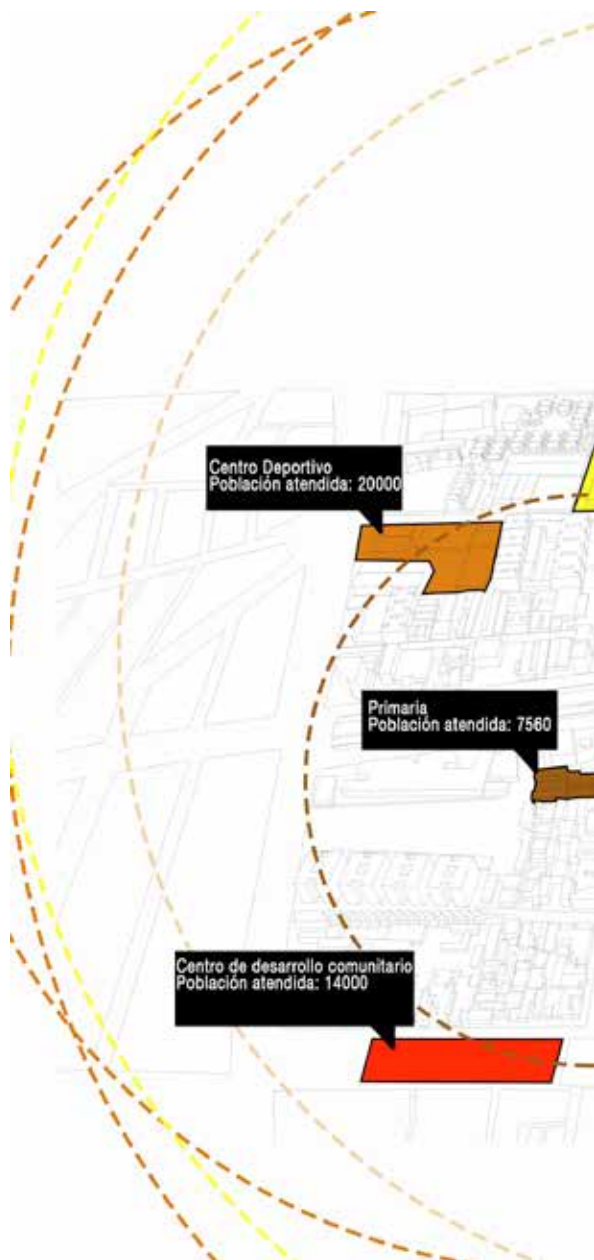 Centro Deportivo
Población atendida: 20000
Primaria
Población atendida: 7560
Centro de desarrollo comunitario
Población atendida: 14000